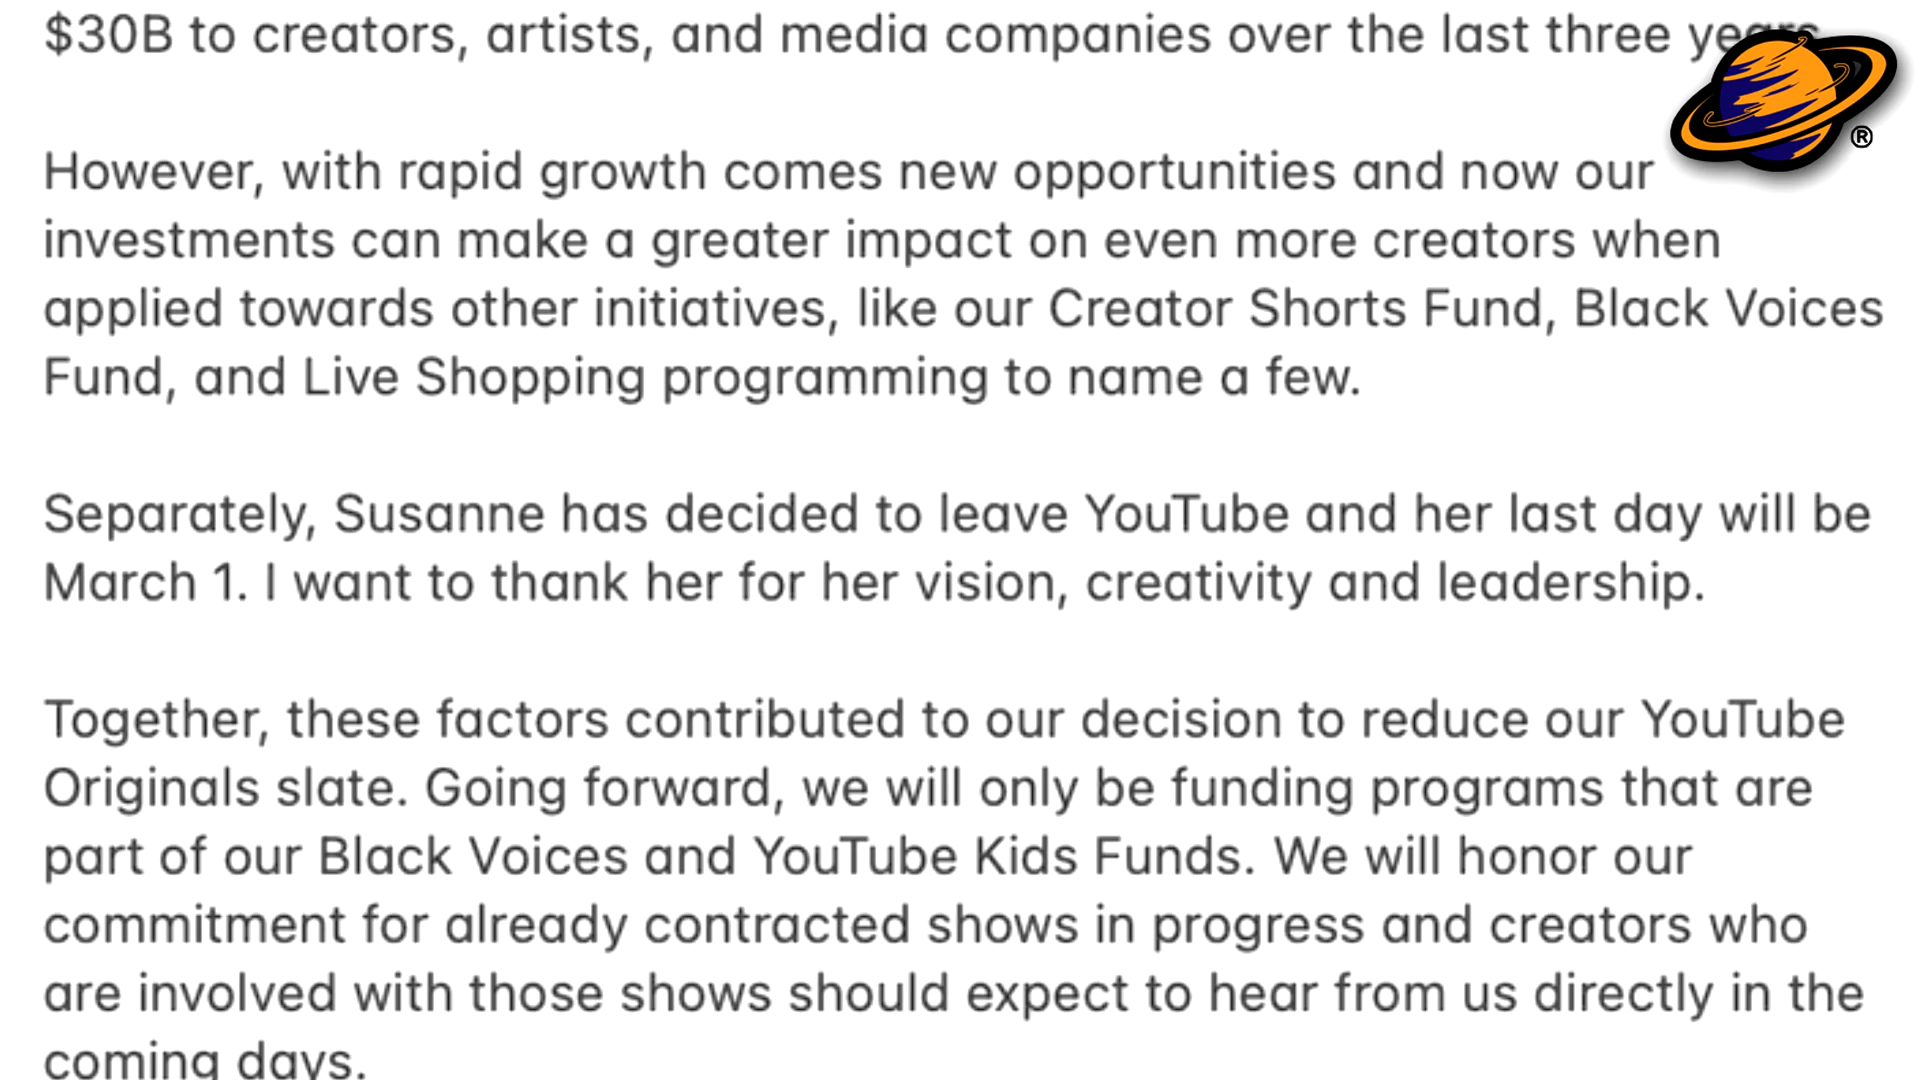 $30B to creators, artists, and media companies over the last three years
However, with rapid growth comes new opportunities and now our
investments can make a greater impact on even more creators when
applied towards other initiatives, like our Creator Shorts Fund, Black Voices
Fund, and Live Shopping programming to name a few.
Separately, Susanne has decided to leave YouTube and her last day will be
March 1. I want to thank her for her vision, creativity and leadership.
Together, these factors contributed to our decision to reduce our YouTube
Originals slate. Going forward, we will only be funding programs that are
part of our Black Voices and YouTube Kids Funds. We will honor our
commitment for already contracted shows in progress and creators who
are involved with those shows should expect to hear from us directly in the
coming days.
®